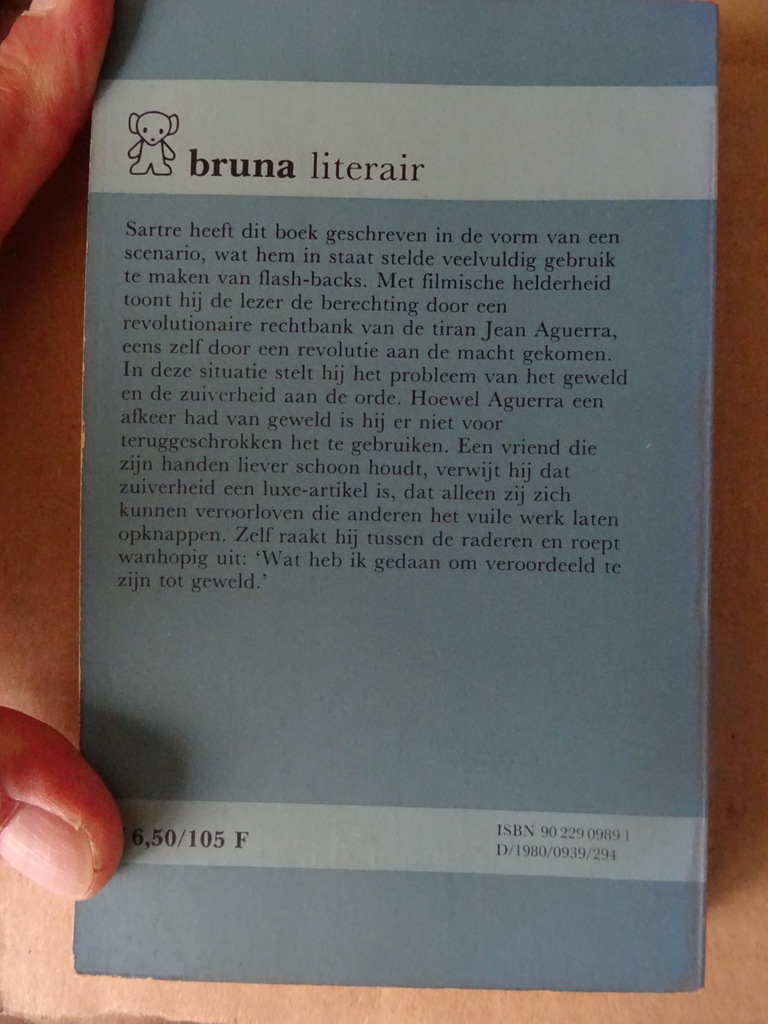 bruna literair
Sartre heeft dit boek geschreven in de vorm van een
scenario, wat hem in staat stelde veelvuldig gebruik
te maken van flash-backs. Met filmische helderheid
toont hij de lezer de berechting door een
revolutionaire rechtbank van de tiran Jean Aguerra,
eens zelf door een revolutie aan de macht gekomen.
In deze situatie stelt hij het probleem van het geweld
en de zuiverheid aan de orde. Hoewel Aguerra een
afkeer had van geweld is hij er niet voor
teruggeschrokken het te gebruiken. Een vriend die
zijn handen liever schoon houdt, verwijt hij dat
zuiverheid een luxe-artikel is, dat alleen zij zich
kunnen veroorloven die anderen het vuile werk laten
opknappen. Zelf raakt hij tussen de raderen en roept
wanhopig uit: ‘Wat heb ik gedaan om veroordeeld te
zijn tot geweld.’
6,50/105 F
ISBN 90 229 0989 1
D/1980/0939/294